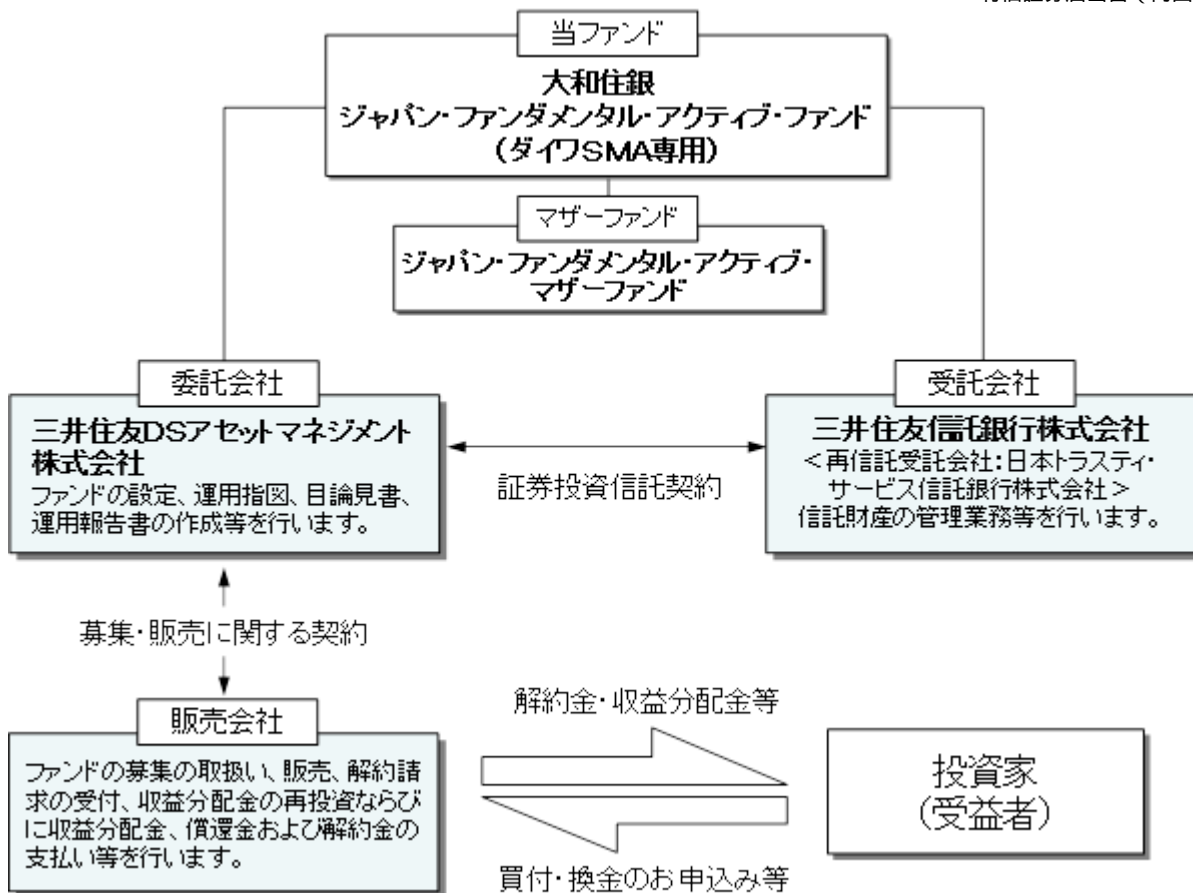 当ファンド
大和住銀
ジャパン・ファンダメンタル・アクティブ・ファンド
(ダイワSMA専用)
マザーファンド
ジャパン・ファンダメンタル・アクティブ・
マザーファンド
委託会社
三井住友DSアセットマネジメント
株式会社
ファンドの設定、運用指図、目論見書、
運用報告書の作成等を行います。
証券投資信託契約
受託会社
三井住友信託銀行株式会社
<再信託受託会社:日本トラスティ・
サービス信託銀行株式会社>
信託財産の管理業務等を行います。
募集・販売に関する契約
販売会社
ファンドの募集の取扱い、販売、解約請
求の受付、収益分配金の再投資ならび
に収益分配金、償還金および解約金の
支払い等を行います。
解約金・収益分配金等
買付・換金のお申込み等
投資家
(受益者)